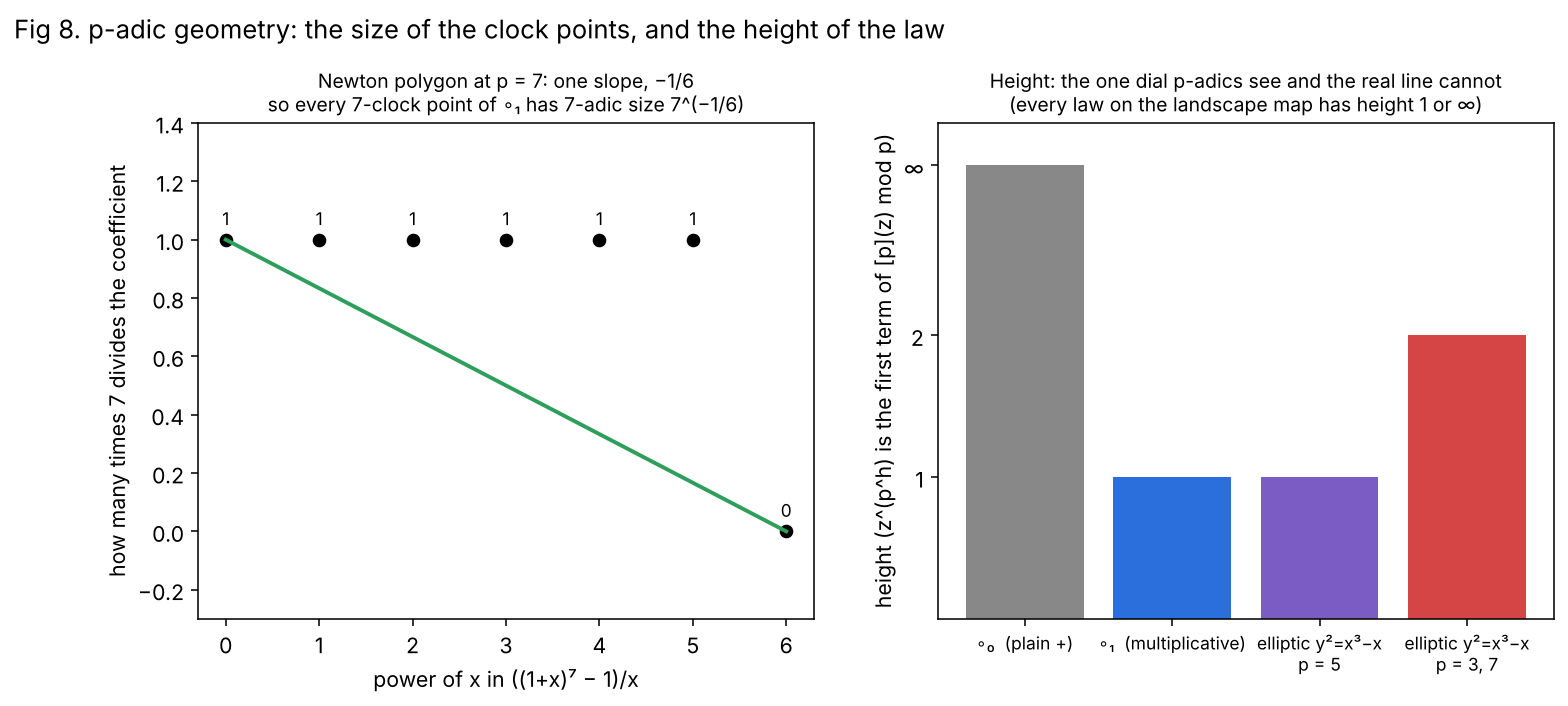 Fig 8. p-adic geometry: the size of the clock points, and the height of the law
Newton polygon at p = 7: one slope, −1/6
so every 7-clock point of ∘₁ has 7-adic size 7^(−1/6)
how many times 7 divides the coefficient
1.4
1.2
1.0
0.8
0.6
0.4
0.2
0.0
−0.2
1
1
1
1
1
1
0
0
1
2
3
4
5
6
power of x in ((1+x)⁷ − 1)/x
Height: the one dial p-adics see and the real line cannot
(every law on the landscape map has height 1 or ∞)
height (z^(p^h) is the first term of [p](z) mod p)
∞
2
1
∘₀ (plain +)
∘₁ (multiplicative)
elliptic y²=x³−x
p = 5
elliptic y²=x³−x
p = 3, 7